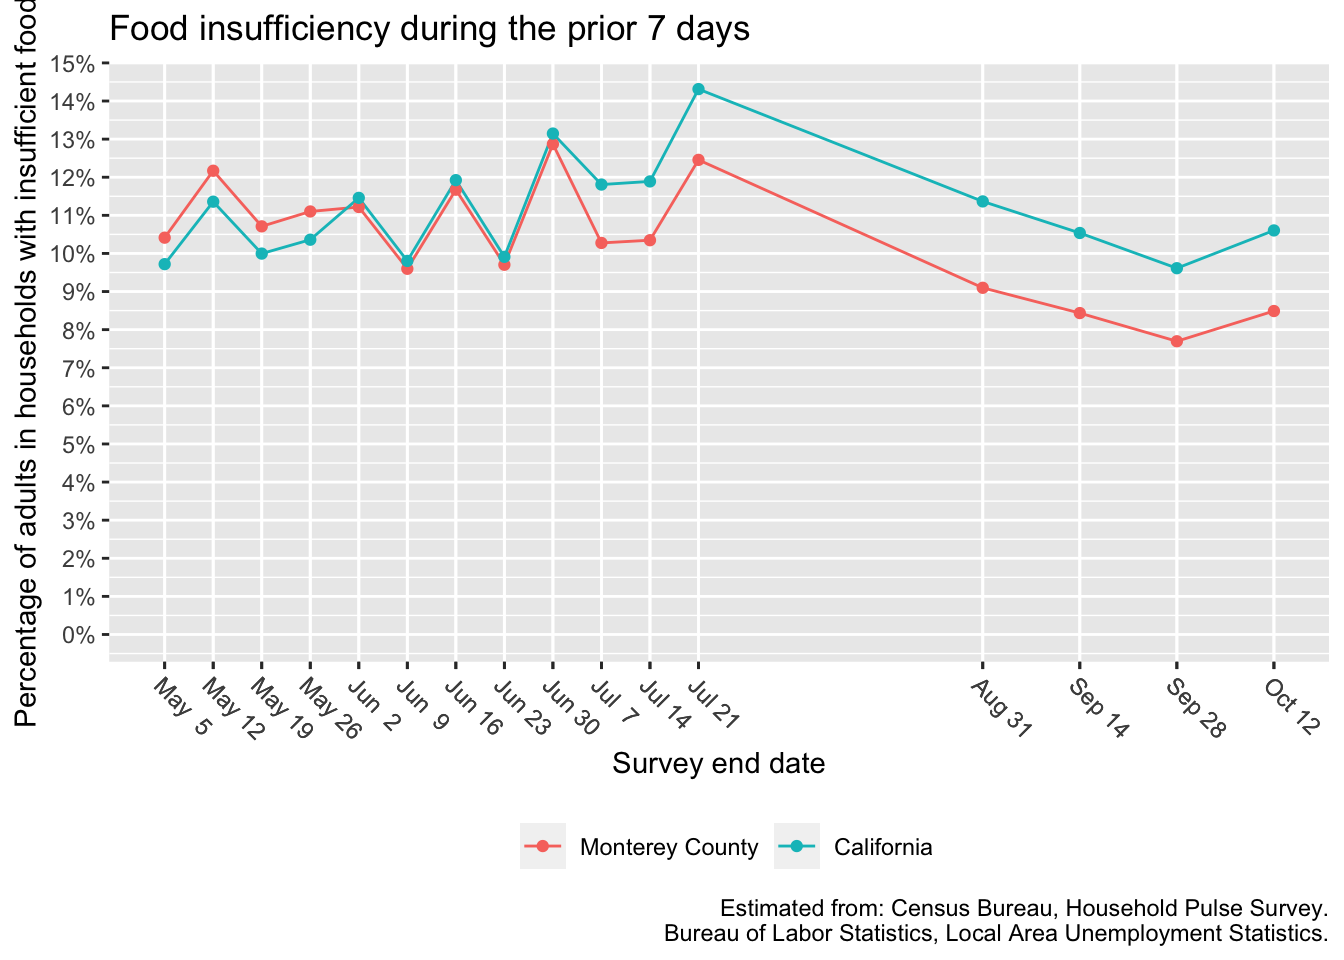 Food insufficiency during the prior 7 days
Percentage of adults in households with insufficient food
15%
14%
13%
12%
11%
10%
9%
8%
7%
6%
5%
4%
3%
2%
1%
0%
May 5
May 12
May 19
May 26
Jun 2
Jun 9
Jun 16
Jun 23
Jun 30
Jul 7
Jul 14
Jul 21
Aug 31
Sep 14
Sep 28
Oct 12
Survey end date
Monterey County
California
Estimated from: Census Bureau, Household Pulse Survey.
Bureau of Labor Statistics, Local Area Unemployment Statistics.